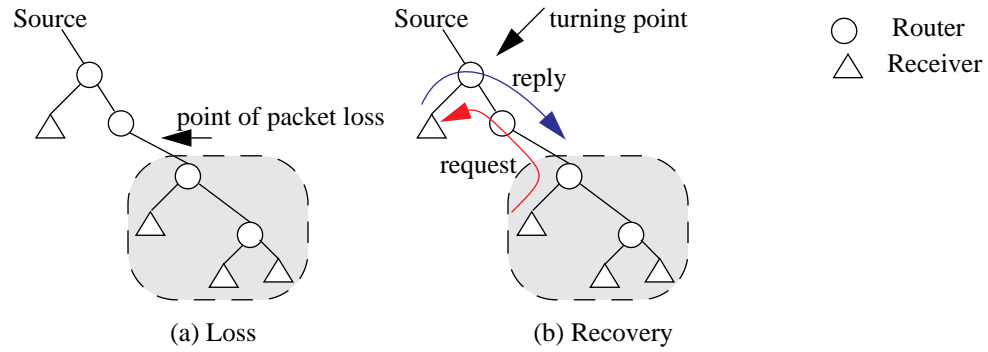 Source
point of packet loss
(a) Loss
Source
turning point
reply
request
(b) Recovery
Router
Receiver